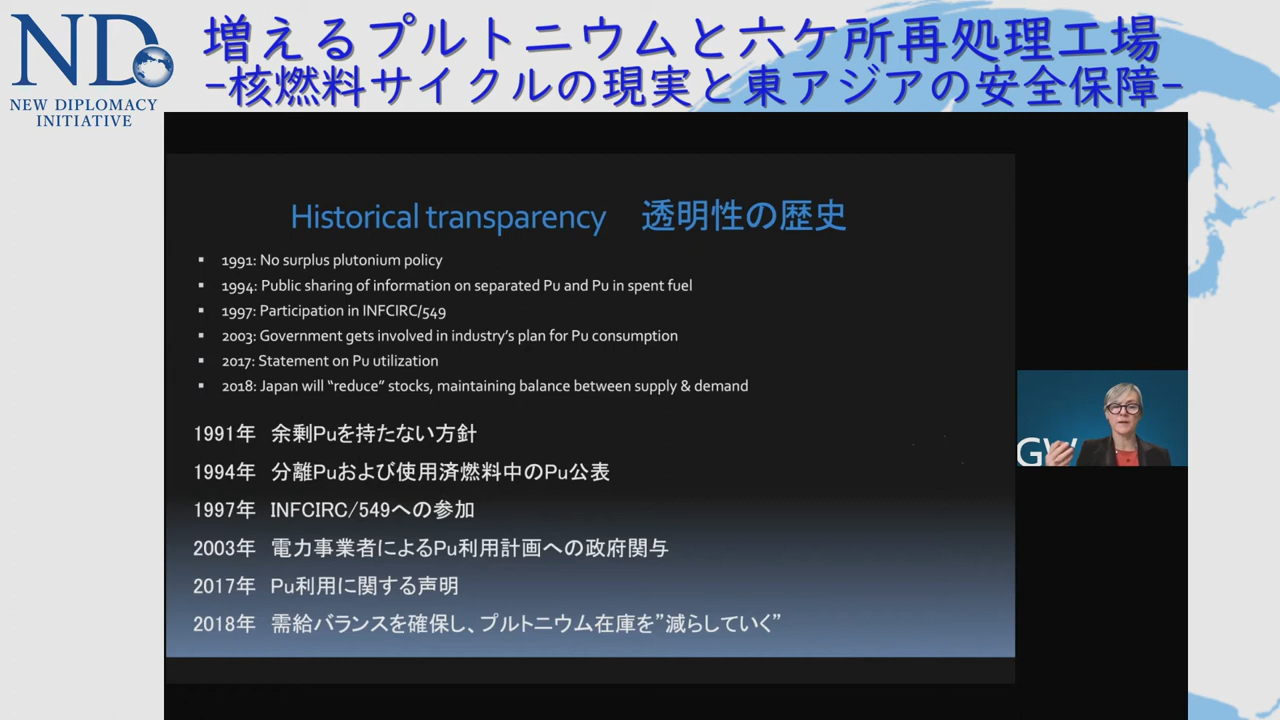 ND
NEW DIPLOMACY
INITIATIVE
増えるプルトニウムと六ケ所再処理工場
-核燃料サイクルの現実と東アジアの安全保障-
Historical transparency 透明性の歴史
▪ 1991: No surplus plutonium policy
▪ 1994: Public sharing of information on separated Pu and Pu in spent fuel
▪ 1997: Participation in INFCIRC/549
▪ 2003: Government gets involved in industry's plan for Pu consumption
▪ 2017: Statement on Pu utilization
▪ 2018: Japan will “reduce” stocks, maintaining balance between supply & demand
1991年 余剰Puを持たない方針
1994年 分離Puおよび使用済燃料中のPu公表
1997年 INFCIRC/549への参加
2003年 電力事業者によるPu利用計画への政府関与
2017年 Pu利用に関する声明
2018年 需給バランスを確保し、プルトニウム在庫を”減らしていく”
GW